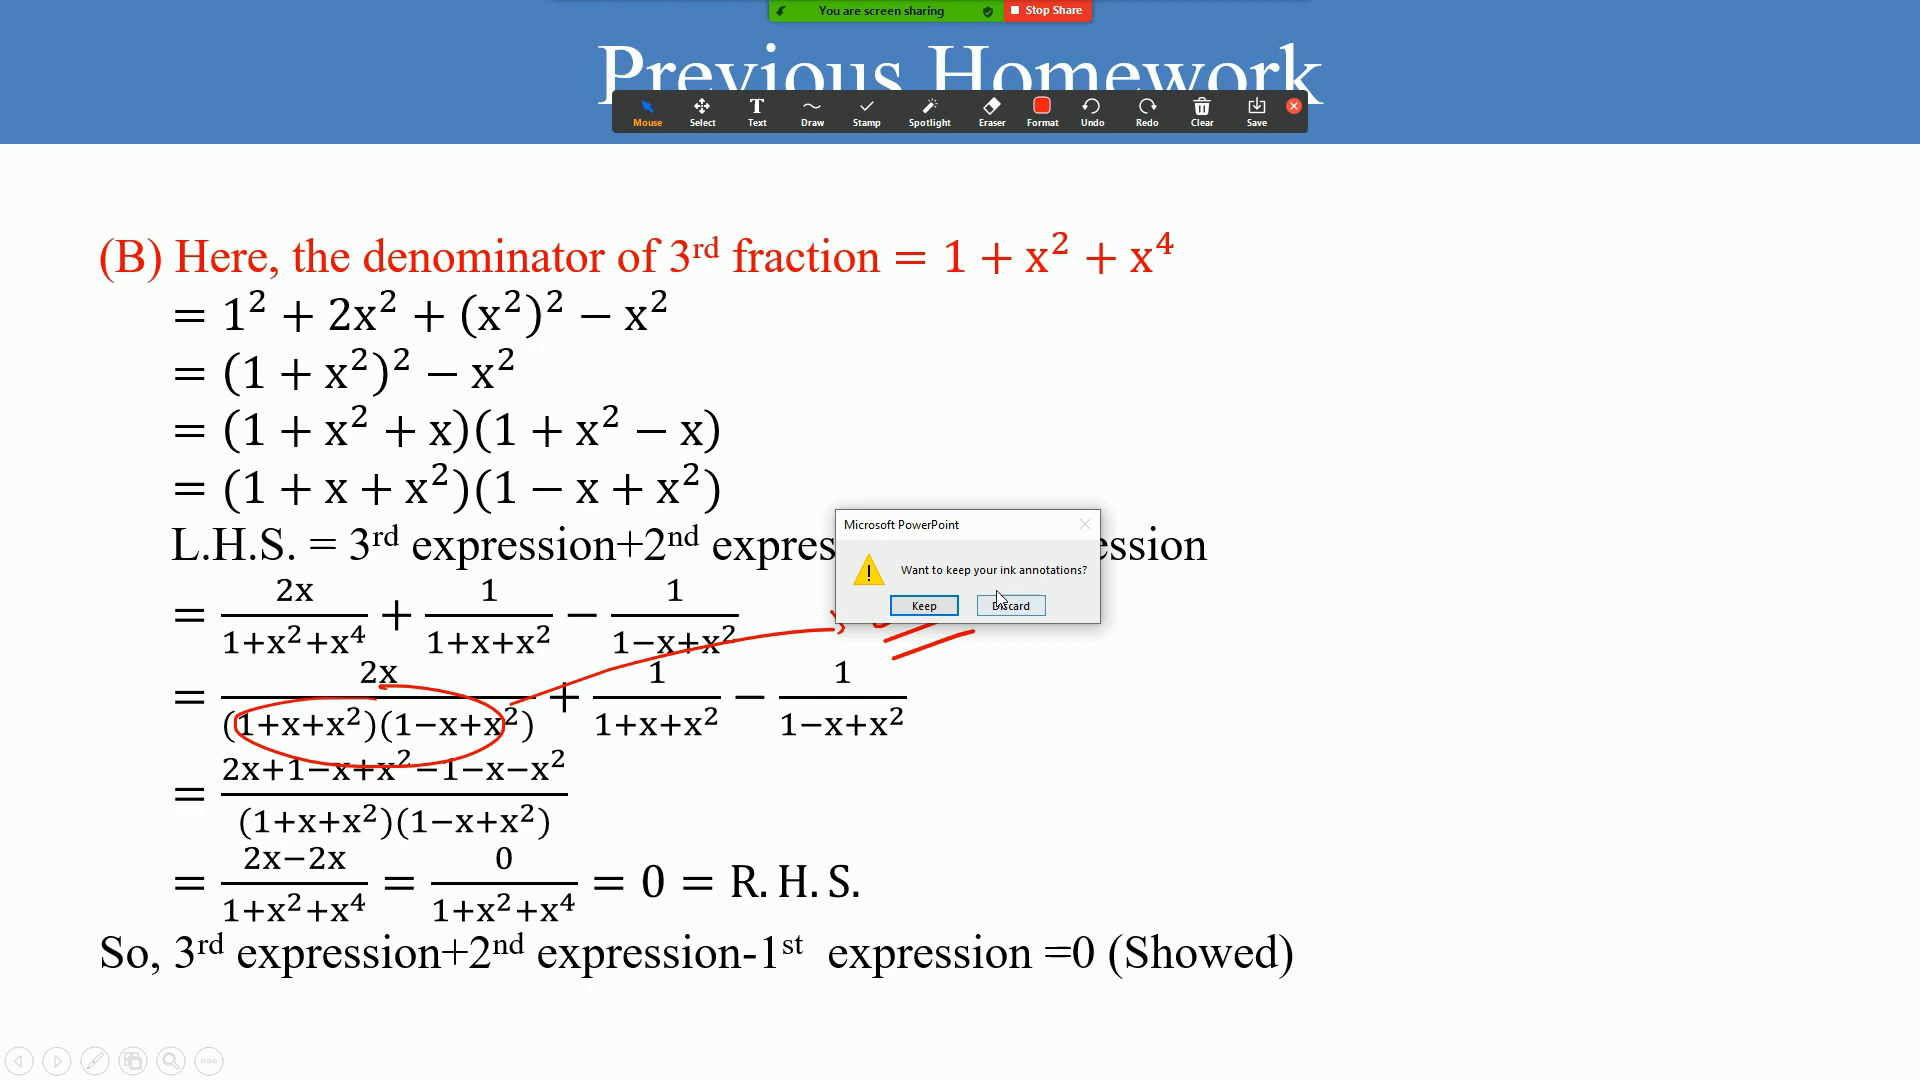 You are screen sharing
Stop Share
Previous Homework
Mouse Select Text Draw Stamp Spotlight Eraser Format Undo Redo Clear Save
(B) Here, the denominator of 3ʳᵈ fraction = 1 + x² + x⁴
= 1² + 2x² + (x²)² − x²
= (1 + x²)² − x²
= (1 + x² + x)(1 + x² − x)
= (1 + x + x²)(1 − x + x²)
L.H.S. = 3ʳᵈ expression+2ⁿᵈ expres ession
Microsoft PowerPoint
Want to keep your ink annotations?
Keep Discard
= 2x/(1+x²+x⁴) + 1/(1+x+x²) − 1/(1−x+x²)
= 2x/((1+x+x²)(1−x+x²)) + 1/(1+x+x²) − 1/(1−x+x²)
= (2x+1−x+x²−1−x−x²)/((1+x+x²)(1−x+x²))
= (2x−2x)/(1+x²+x⁴) = 0/(1+x²+x⁴) = 0 = R. H. S.
So, 3ʳᵈ expression+2ⁿᵈ expression-1ˢᵗ expression =0 (Showed)